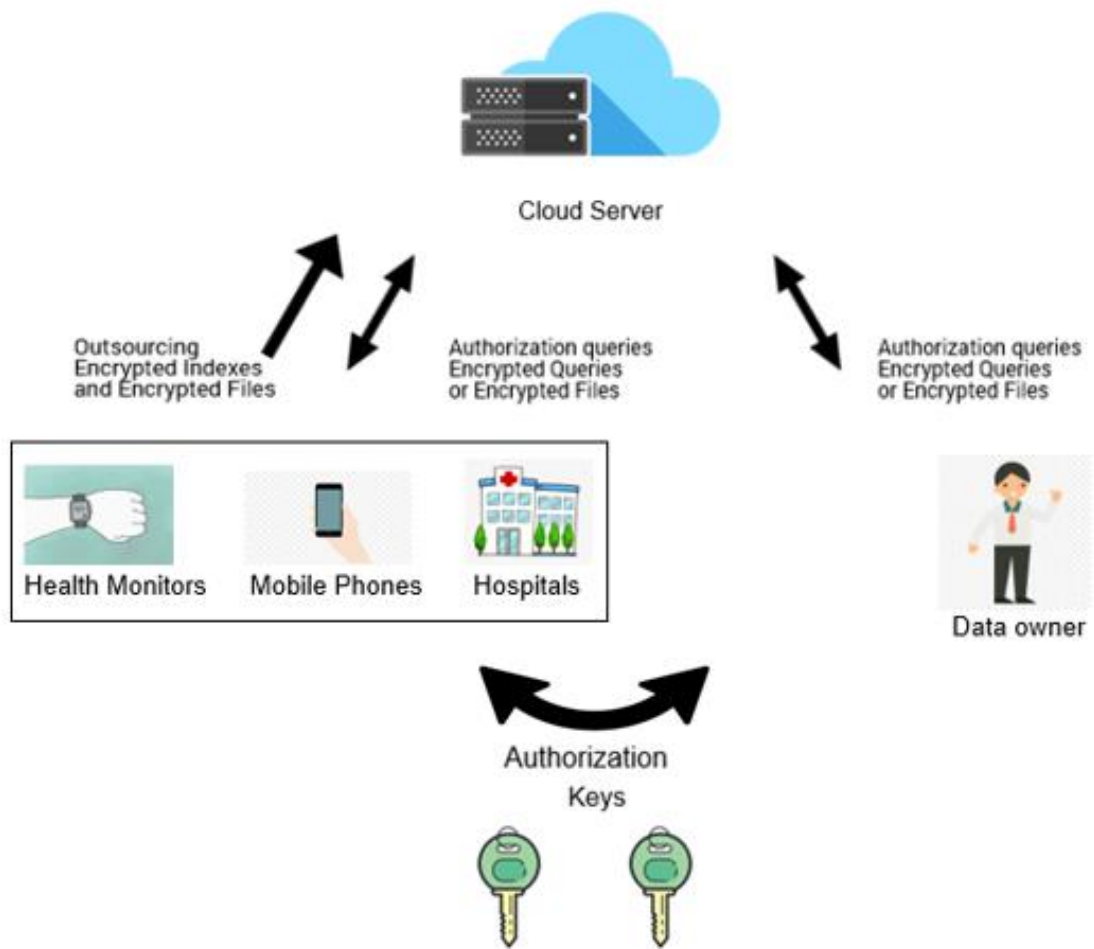 Cloud Server
Outsourcing
Encrypted Indexes
and Encrypted Files
Authorization queries
Encrypted Queries
or Encrypted Files
Authorization queries
Encrypted Queries
or Encrypted Files
Health Monitors
Mobile Phones
Hospitals
Data owner
Authorization
Keys